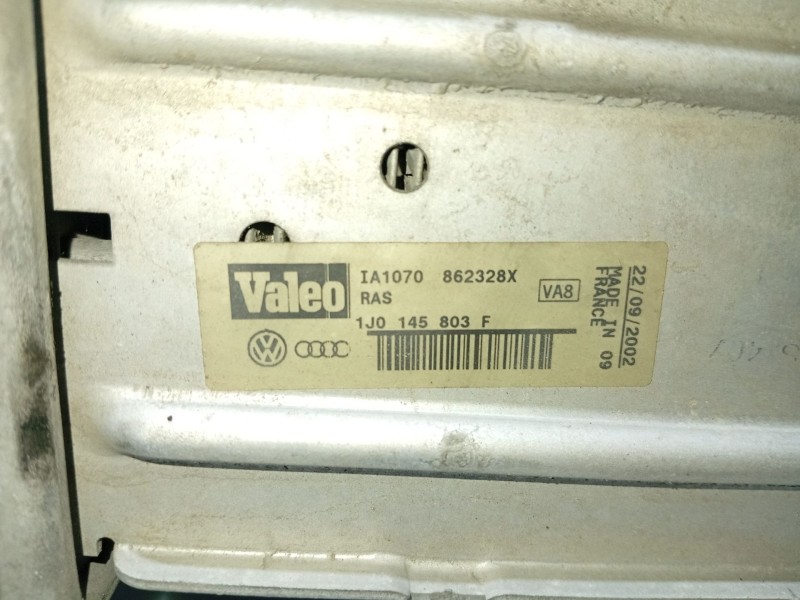 Valeo
IA1070 862328X
RAS
VA8
1J0 145 803 F
22/09/2002
MADE IN 09
FRANCE